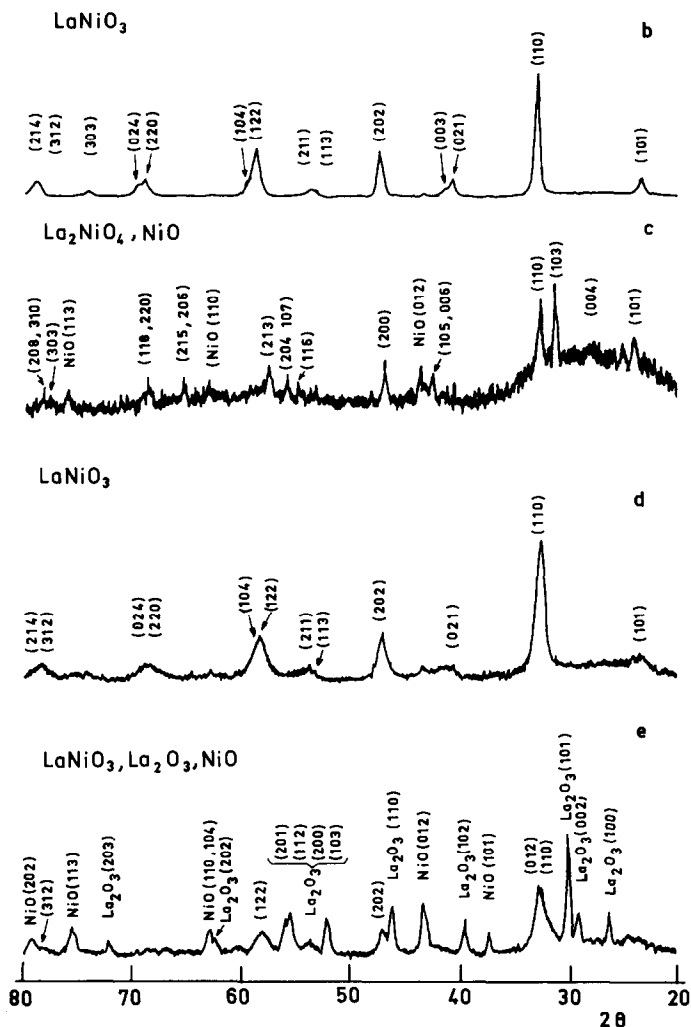 LaNiO₃
b
(214)
(312)
(303)
(024)
(220)
(104)
(122)
(211)
(113)
(202)
(003)
(021)
(110)
(101)
La₂NiO₄, NiO
c
(208, 310)
(303)
NiO (113)
(118, 220)
(215, 206)
(NiO (110)
(213)
(204 107)
(116)
(200)
NiO (012)
(105, 006)
(110)
(103)
(004)
(101)
LaNiO₃
d
(214)
(312)
(024)
(220)
(104)
(122)
(211)
(113)
(202)
(021)
(110)
(101)
LaNiO₃, La₂O₃, NiO
e
NiO (202)
(312)
NiO (113)
La₂O₃ (203)
NiO (110, 104)
La₂O₃ (202)
(122)
(201)
(112)
La₂O₃ (200)
(103)
(202)
La₂O₃ (110)
NiO (012)
La₂O₃ (102)
NiO (101)
(012)
(110)
La₂O₃ (101)
La₂O₃ (002)
La₂O₃ (100)
80 70 60 50 40 30 20
2θ